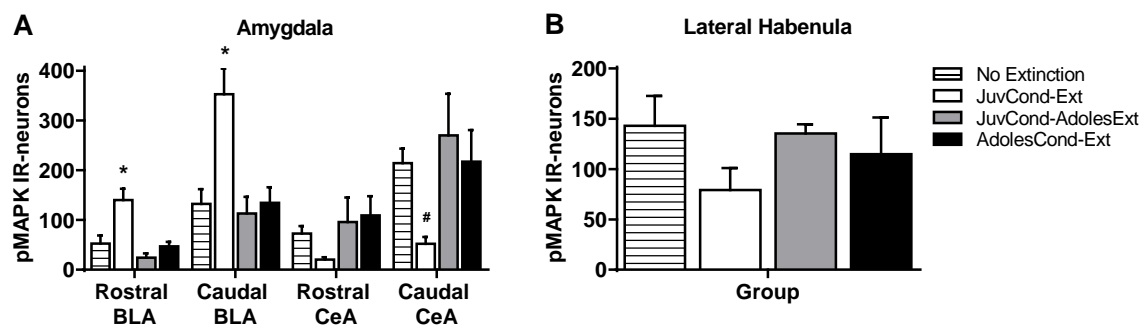 A
Amygdala
pMAPK IR-neurons
400
300
200
100
0
*
*
#
Rostral BLA
Caudal BLA
Rostral CeA
Caudal CeA
B
Lateral Habenula
pMAPK IR-neurons
200
150
100
50
0
Group
No Extinction
JuvCond-Ext
JuvCond-AdolesExt
AdolesCond-Ext